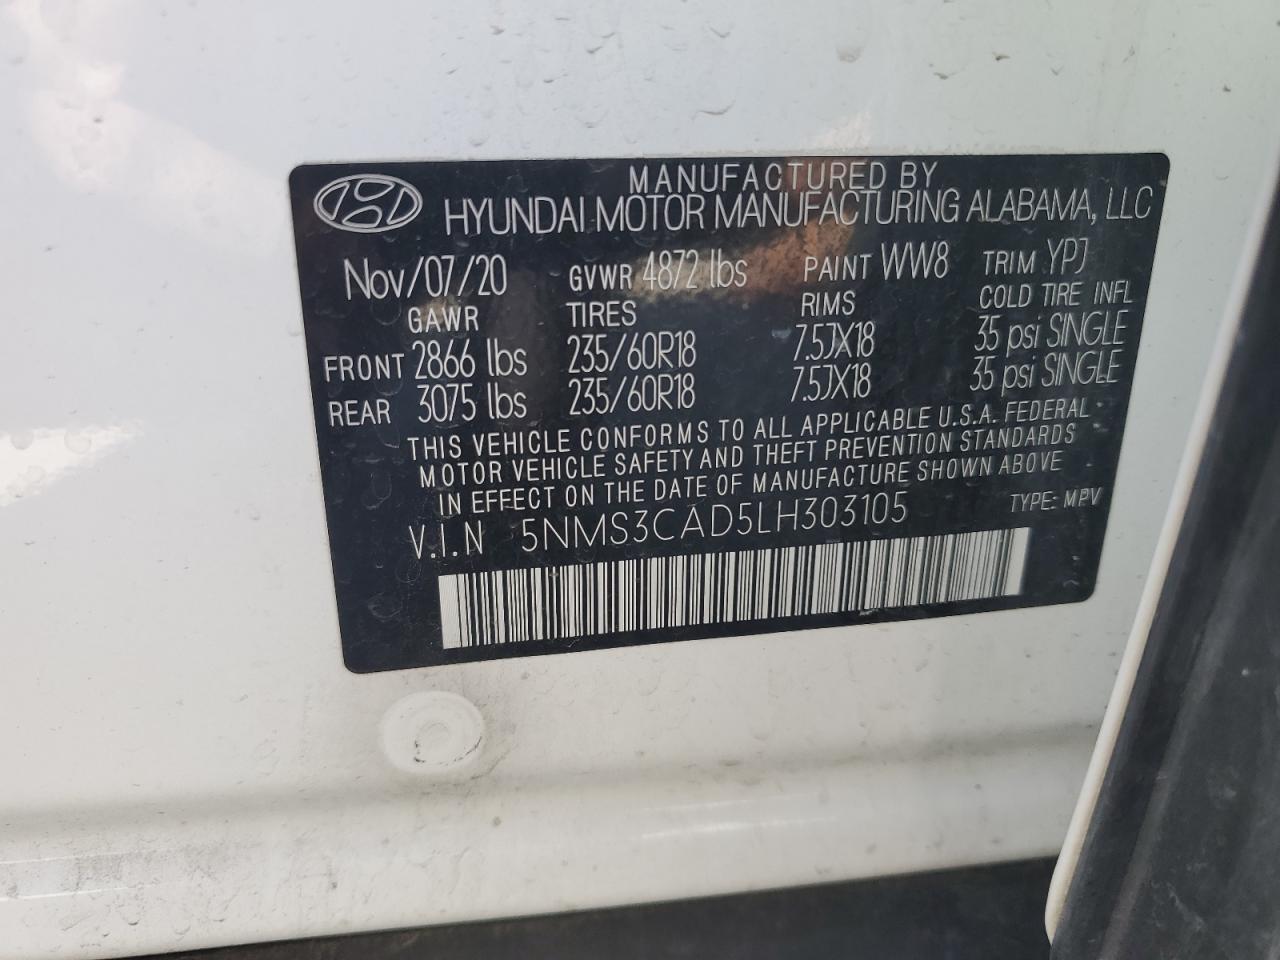 MANUFACTURED BY
HYUNDAI MOTOR MANUFACTURING ALABAMA, LLC
Nov/07/20 GVWR 4872 lbs PAINT WW8 TRIM YPJ
GAWR TIRES RIMS COLD TIRE INFL
FRONT 2866 lbs 235/60R18 7.5JX18 35 psi SINGLE
REAR 3075 lbs 235/60R18 7.5JX18 35 psi SINGLE
THIS VEHICLE CONFORMS TO ALL APPLICABLE U.S.A. FEDERAL
MOTOR VEHICLE SAFETY AND THEFT PREVENTION STANDARDS
IN EFFECT ON THE DATE OF MANUFACTURE SHOWN ABOVE
V.I.N 5NMS3CAD5LH303105 TYPE: MPV